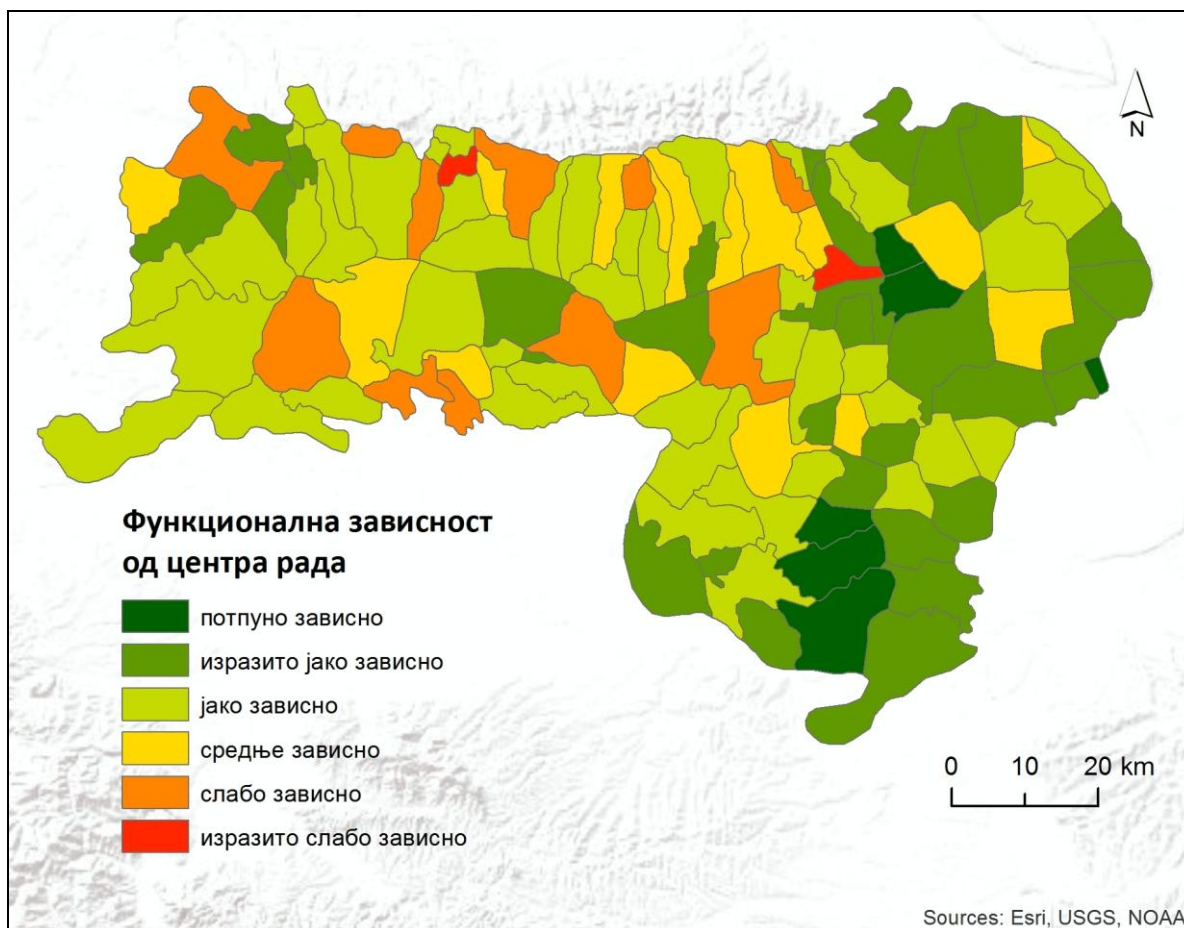 N
Функционална зависност
од центра рада
потпуно зависно
изразито јако зависно
јако зависно
средње зависно
слабо зависно
изразито слабо зависно
0 10 20 km
Sources: Esri, USGS, NOAA